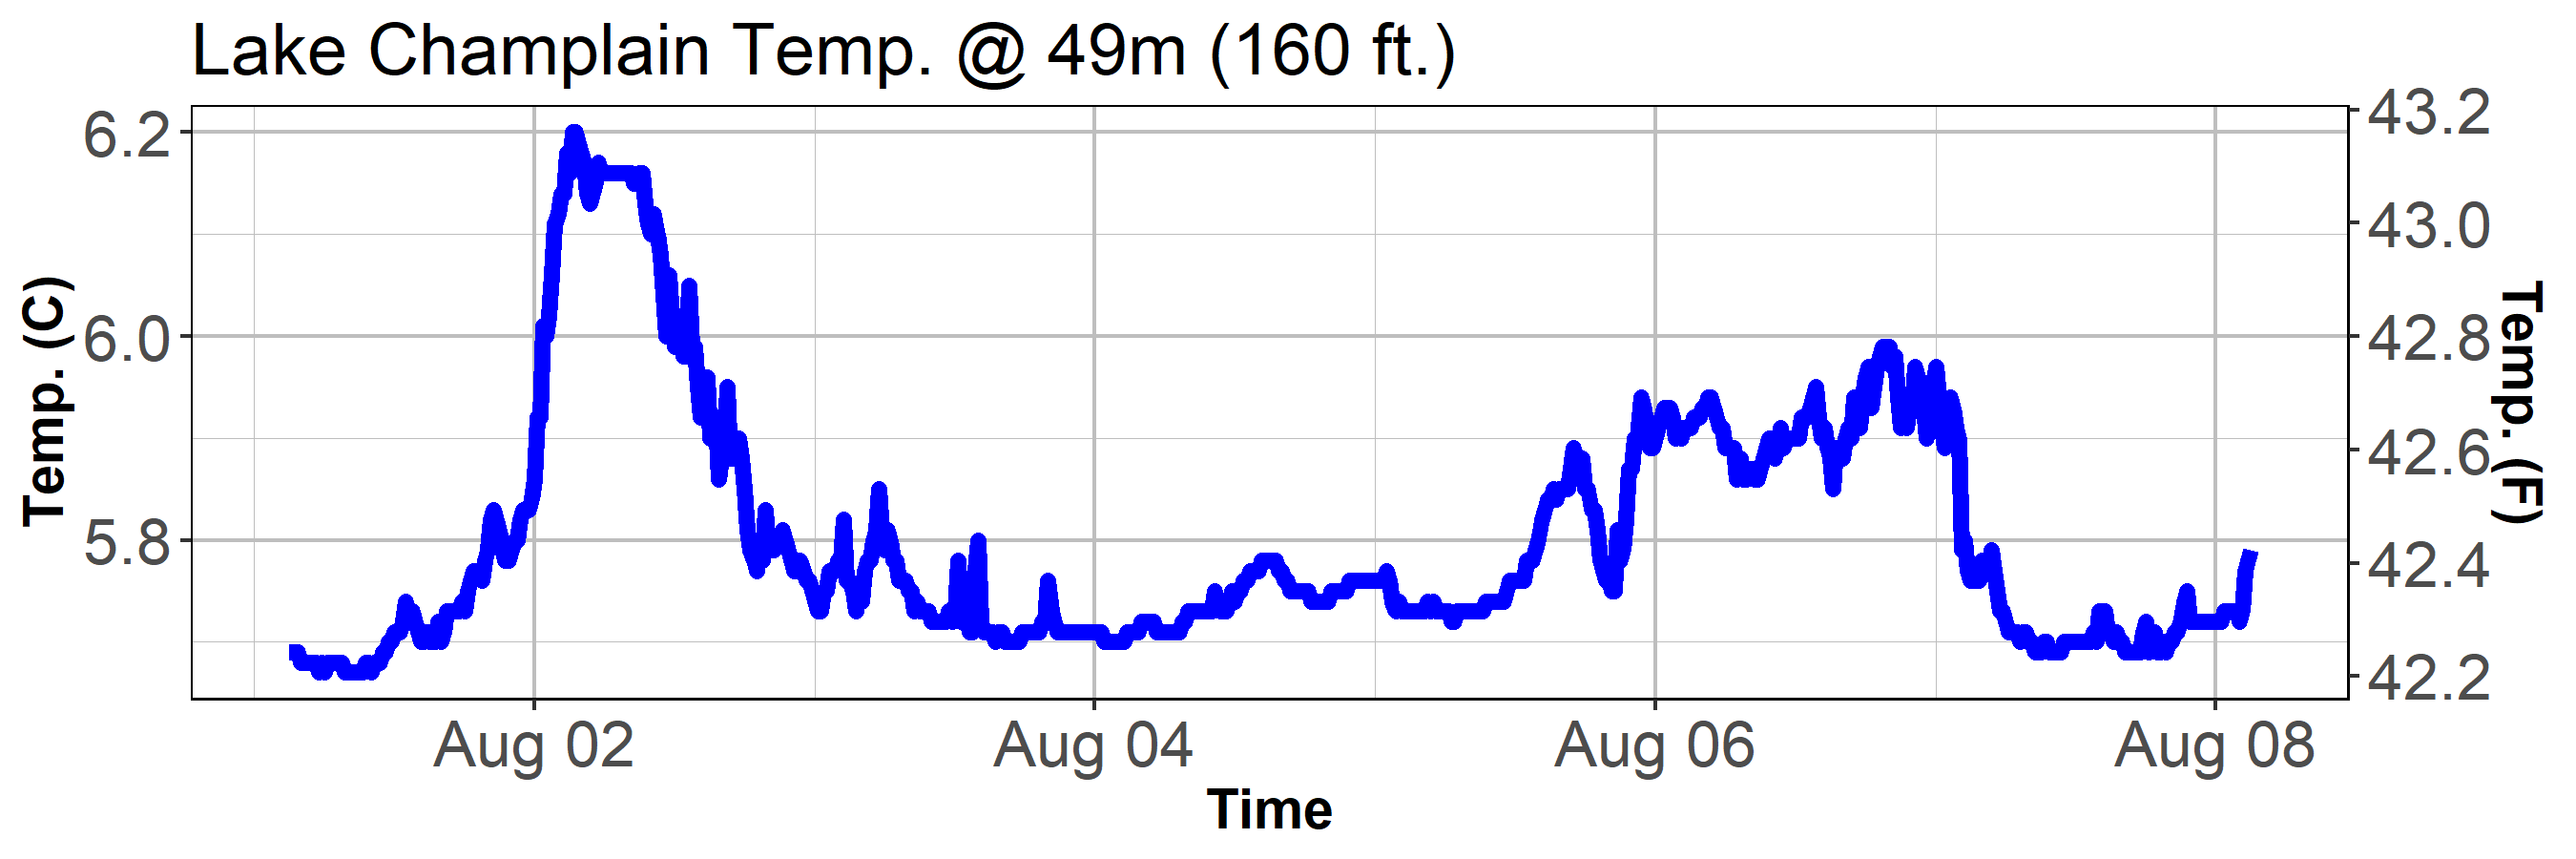 Lake Champlain Temp. @ 49m (160 ft.)
6.2
6.0
5.8
Temp. (C)
43.2
43.0
42.8
42.6
42.4
42.2
Temp. (F)
Aug 02
Aug 04
Aug 06
Aug 08
Time